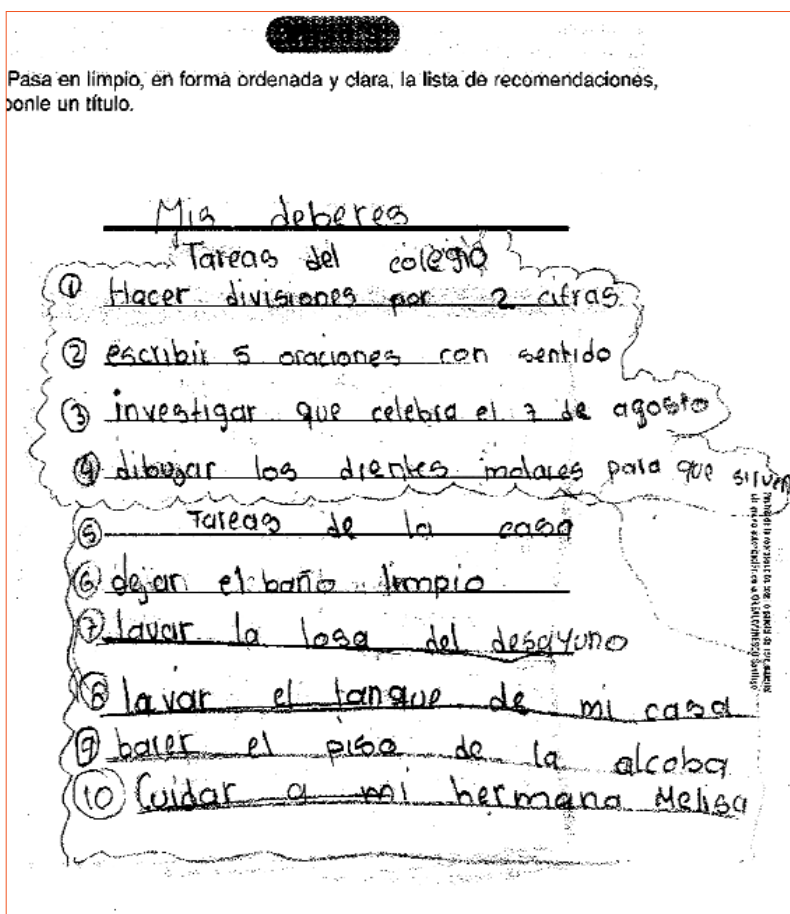 Pasa en limpio, en forma ordenada y clara, la lista de recomendaciones,
ponle un título.
Mis deberes
Tareas del colegio
① Hacer divisiones por 2 cifras
② escribir 5 oraciones con sentido
③ investigar que celebra el 7 de agosto
④ dibujar los dientes molares para que sirven
⑤ Tareas de la casa
⑥ dejan el baño limpio
⑦ lavar la losa del desayuno
⑧ lavar el tanque de mi casa
⑨ barer el piso de la alcoba
⑩ Cuidar a mi hermana Melisa